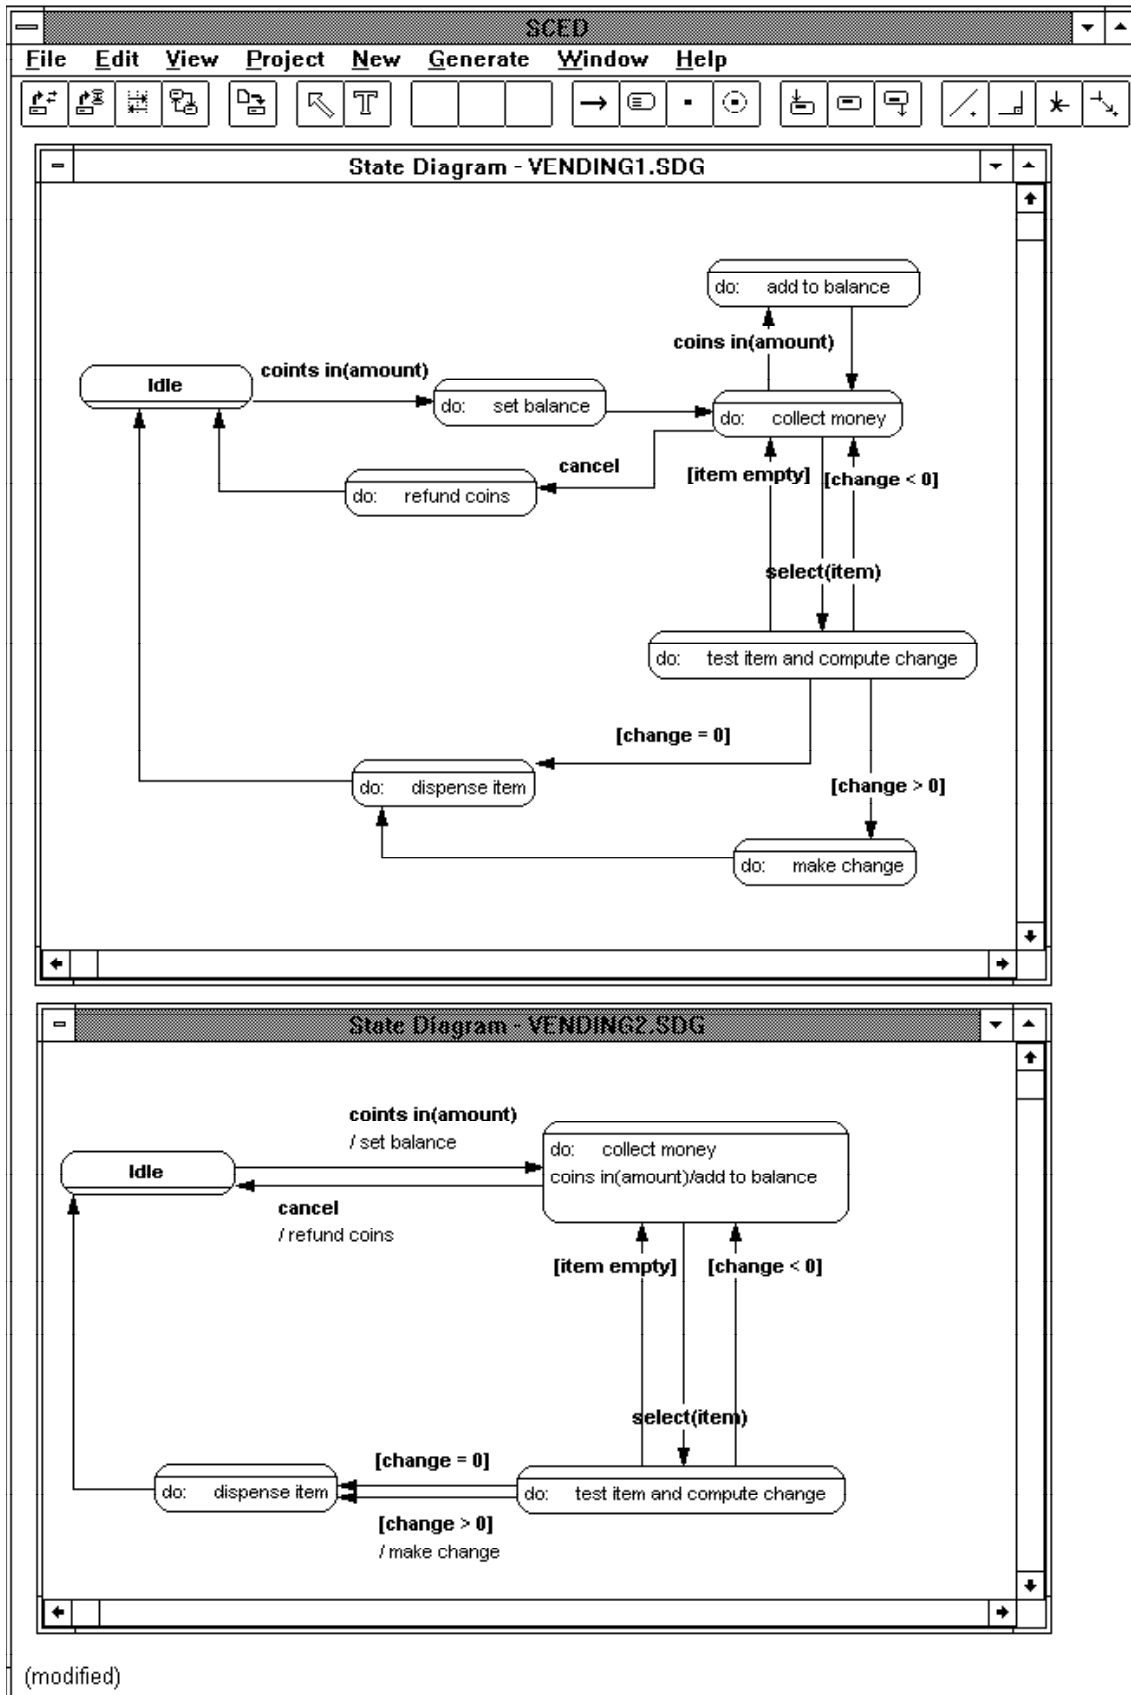 SCED
File Edit View Project New Generate Window Help
T
State Diagram - VENDING1.SDG
do: add to balance
coins in(amount)
Idle
coints in(amount)
do: set balance
do: collect money
cancel
[item empty] [change < 0]
do: refund coins
select(item)
do: test item and compute change
[change = 0]
do: dispense item
[change > 0]
do: make change
State Diagram - VENDING2.SDG
coints in(amount)
/ set balance
do: collect money
coins in(amount)/add to balance
Idle
cancel
/ refund coins
[item empty] [change < 0]
select(item)
[change = 0]
do: dispense item
do: test item and compute change
[change > 0]
/ make change
(modified)